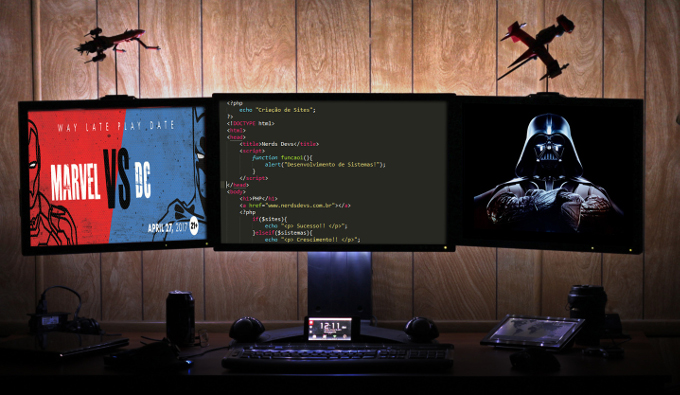 WAY LATE PLAY DATE
MARVEL VS DC
APRIL 27, 2017 21+
<?php
echo "Criação de Sites";
?>
<!DOCTYPE html>
<html>
<head>
<title>Nerds Devs</title>
<script>
function funcao1(){
alert("Desenvolvimento de Sistemas!");
}
</script>
</head>
<body>
<h1>PHP</h1>
<a href="www.nerdsdevs.com.br"></a>
<?php
if($sites){
echo "<p> Sucesso!! </p>";
}elseif($sistemas){
echo "<p> Crescimento!! </p>";
12:11